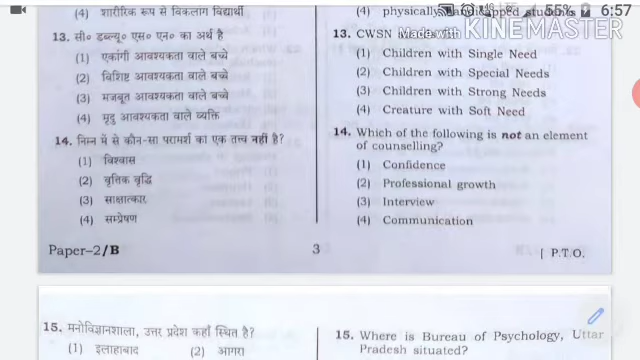 55% 6:57
Made with
KINEMASTER
(4) शारीरिक रूप से विकलांग विद्यार्थी
13. सी० डब्ल्यू० एस० एन० का अर्थ है
(1) एकांगी आवश्यकता वाले बच्चे
(2) विशिष्ट आवश्यकता वाले बच्चे
(3) मजबूत आवश्यकता वाले बच्चे
(4) मृदु आवश्यकता वाले व्यक्ति
14. निम्न में से कौन-सा परामर्श का एक तत्त्व नहीं है?
(1) विश्वास
(2) वृत्तिक वृद्धि
(3) साक्षात्कार
(4) सम्प्रेषण
(4) physically handicapped students
13. CWSN
(1) Children with Single Need
(2) Children with Special Needs
(3) Children with Strong Needs
(4) Creature with Soft Need
14. Which of the following is not an element
of counselling?
(1) Confidence
(2) Professional growth
(3) Interview
(4) Communication
Paper-2/B 3 [ P.T.O.
15. मनोविज्ञानशाला, उत्तर प्रदेश कहाँ स्थित है?
(1) इलाहाबाद (2) आगरा
15. Where is Bureau of Psychology, Uttar
Pradesh situated?